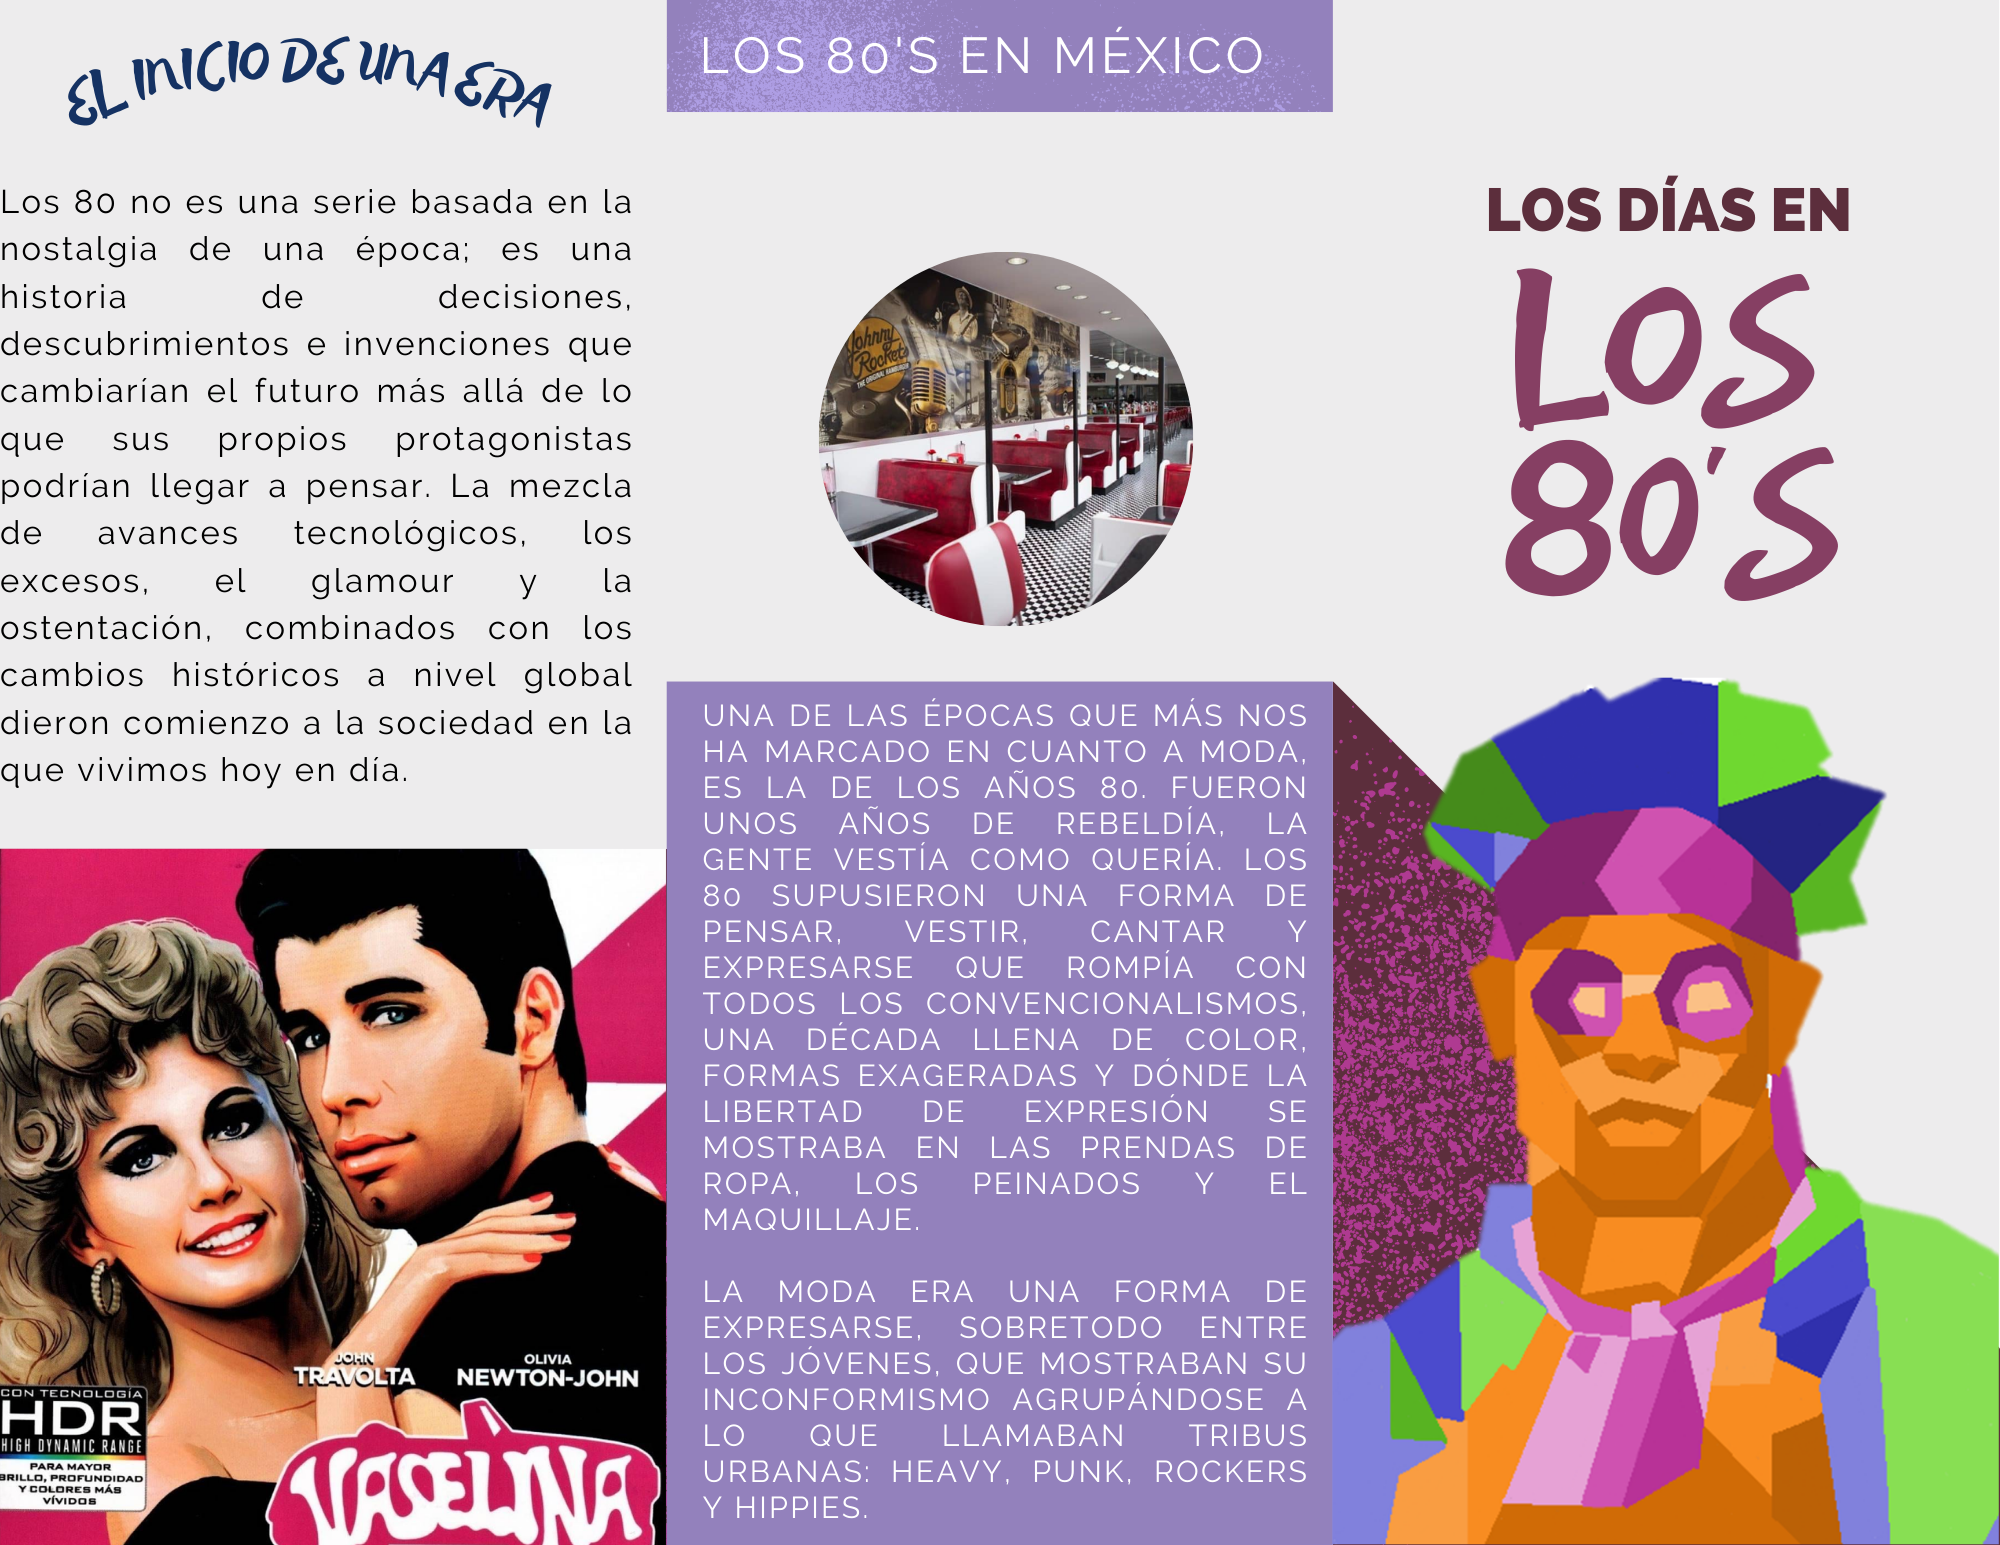 EL INICIO DE UNA ERA
Los 80 no es una serie basada en la
nostalgia de una época; es una
historia de decisiones,
descubrimientos e invenciones que
cambiarían el futuro más allá de lo
que sus propios protagonistas
podrían llegar a pensar. La mezcla
de avances tecnológicos, los
excesos, el glamour y la
ostentación, combinados con los
cambios históricos a nivel global
dieron comienzo a la sociedad en la
que vivimos hoy en día.
JOHN
TRAVOLTA
OLIVIA
NEWTON-JOHN
CON TECNOLOGÍA
HDR
HIGH DYNAMIC RANGE
PARA MAYOR
BRILLO, PROFUNDIDAD
Y COLORES MÁS
VÍVIDOS
VASELINA
LOS 80'S EN MÉXICO
Johnny
Rockets
THE ORIGINAL HAMBURGER
UNA DE LAS ÉPOCAS QUE MÁS NOS
HA MARCADO EN CUANTO A MODA,
ES LA DE LOS AÑOS 80. FUERON
UNOS AÑOS DE REBELDÍA, LA
GENTE VESTÍA COMO QUERÍA. LOS
80 SUPUSIERON UNA FORMA DE
PENSAR, VESTIR, CANTAR Y
EXPRESARSE QUE ROMPÍA CON
TODOS LOS CONVENCIONALISMOS,
UNA DÉCADA LLENA DE COLOR,
FORMAS EXAGERADAS Y DÓNDE LA
LIBERTAD DE EXPRESIÓN SE
MOSTRABA EN LAS PRENDAS DE
ROPA, LOS PEINADOS Y EL
MAQUILLAJE.
LA MODA ERA UNA FORMA DE
EXPRESARSE, SOBRETODO ENTRE
LOS JÓVENES, QUE MOSTRABAN SU
INCONFORMISMO AGRUPÁNDOSE A
LO QUE LLAMABAN TRIBUS
URBANAS: HEAVY, PUNK, ROCKERS
Y HIPPIES.
LOS DÍAS EN
LOS
80'S